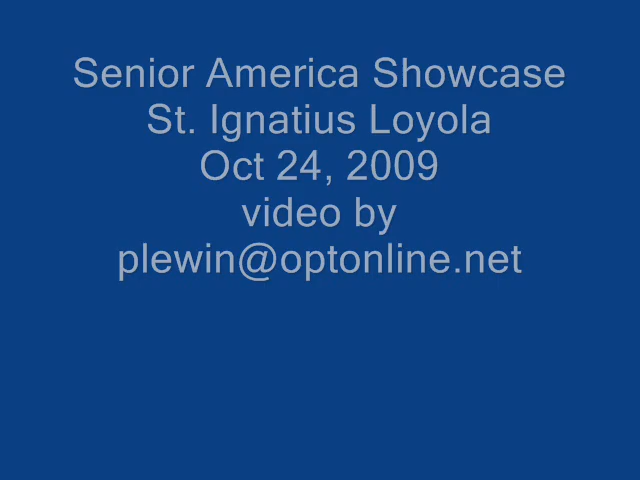 Senior America Showcase
St. Ignatius Loyola
Oct 24, 2009
video by
plewin@optonline.net